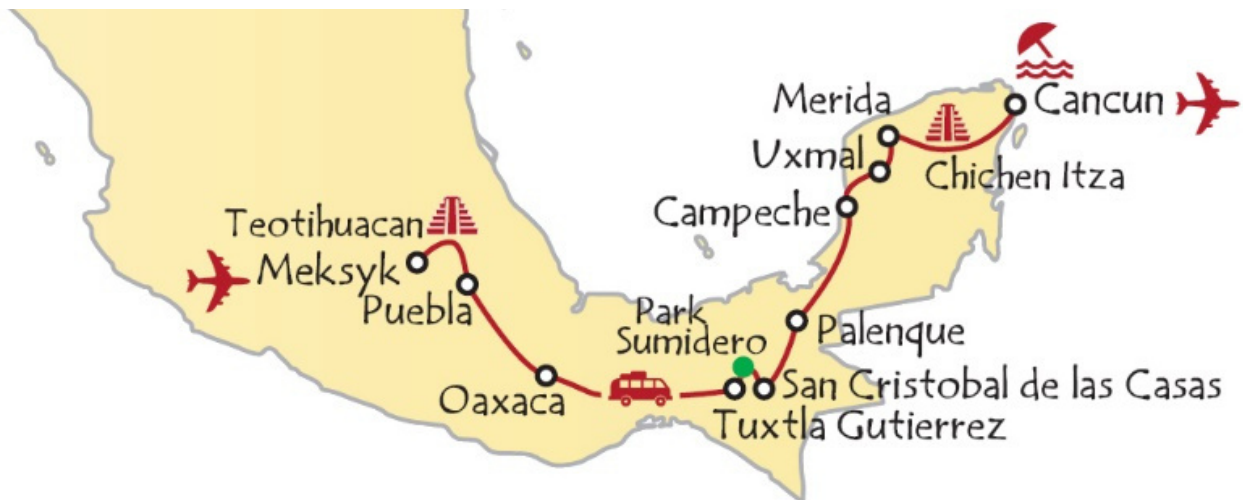 Merida
Cancun
Uxmal
Chichen Itza
Campeche
Teotihuacan
Meksyk
Puebla
Park
Sumidero
Palenque
Oaxaca
San Cristobal de las Casas
Tuxtla Gutierrez